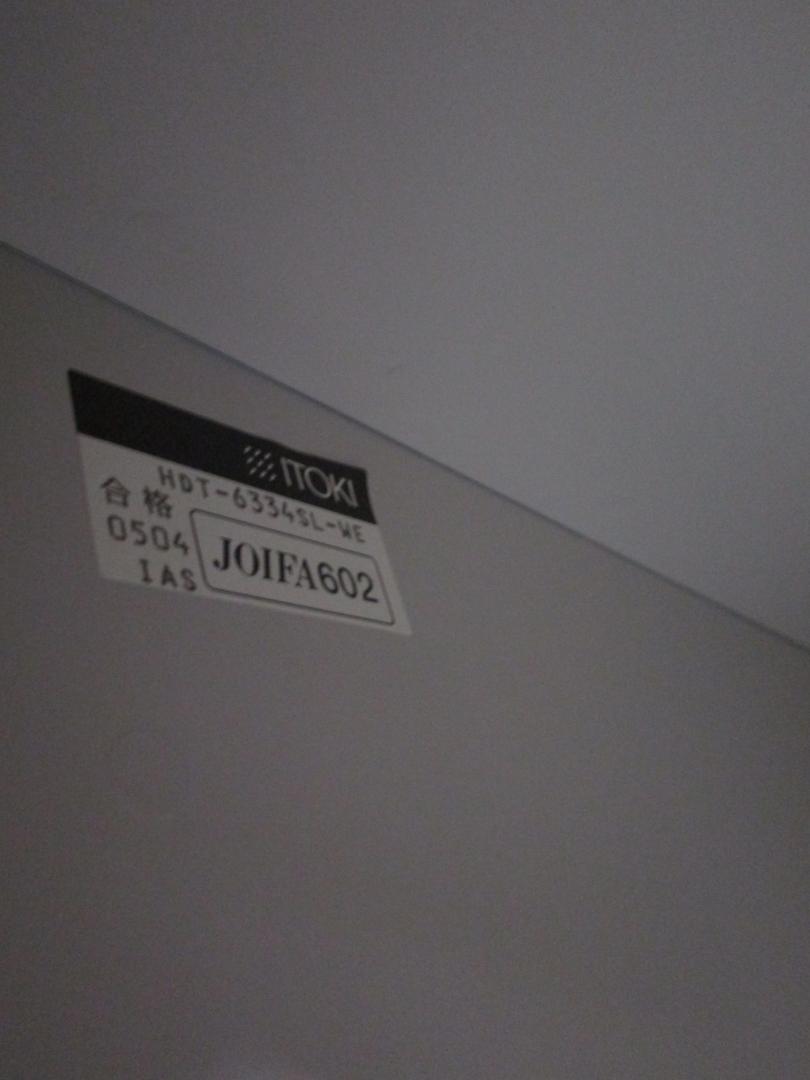 ITOKI
HDT-6334SL-WE
合格
0504
IAS
JOIFA602